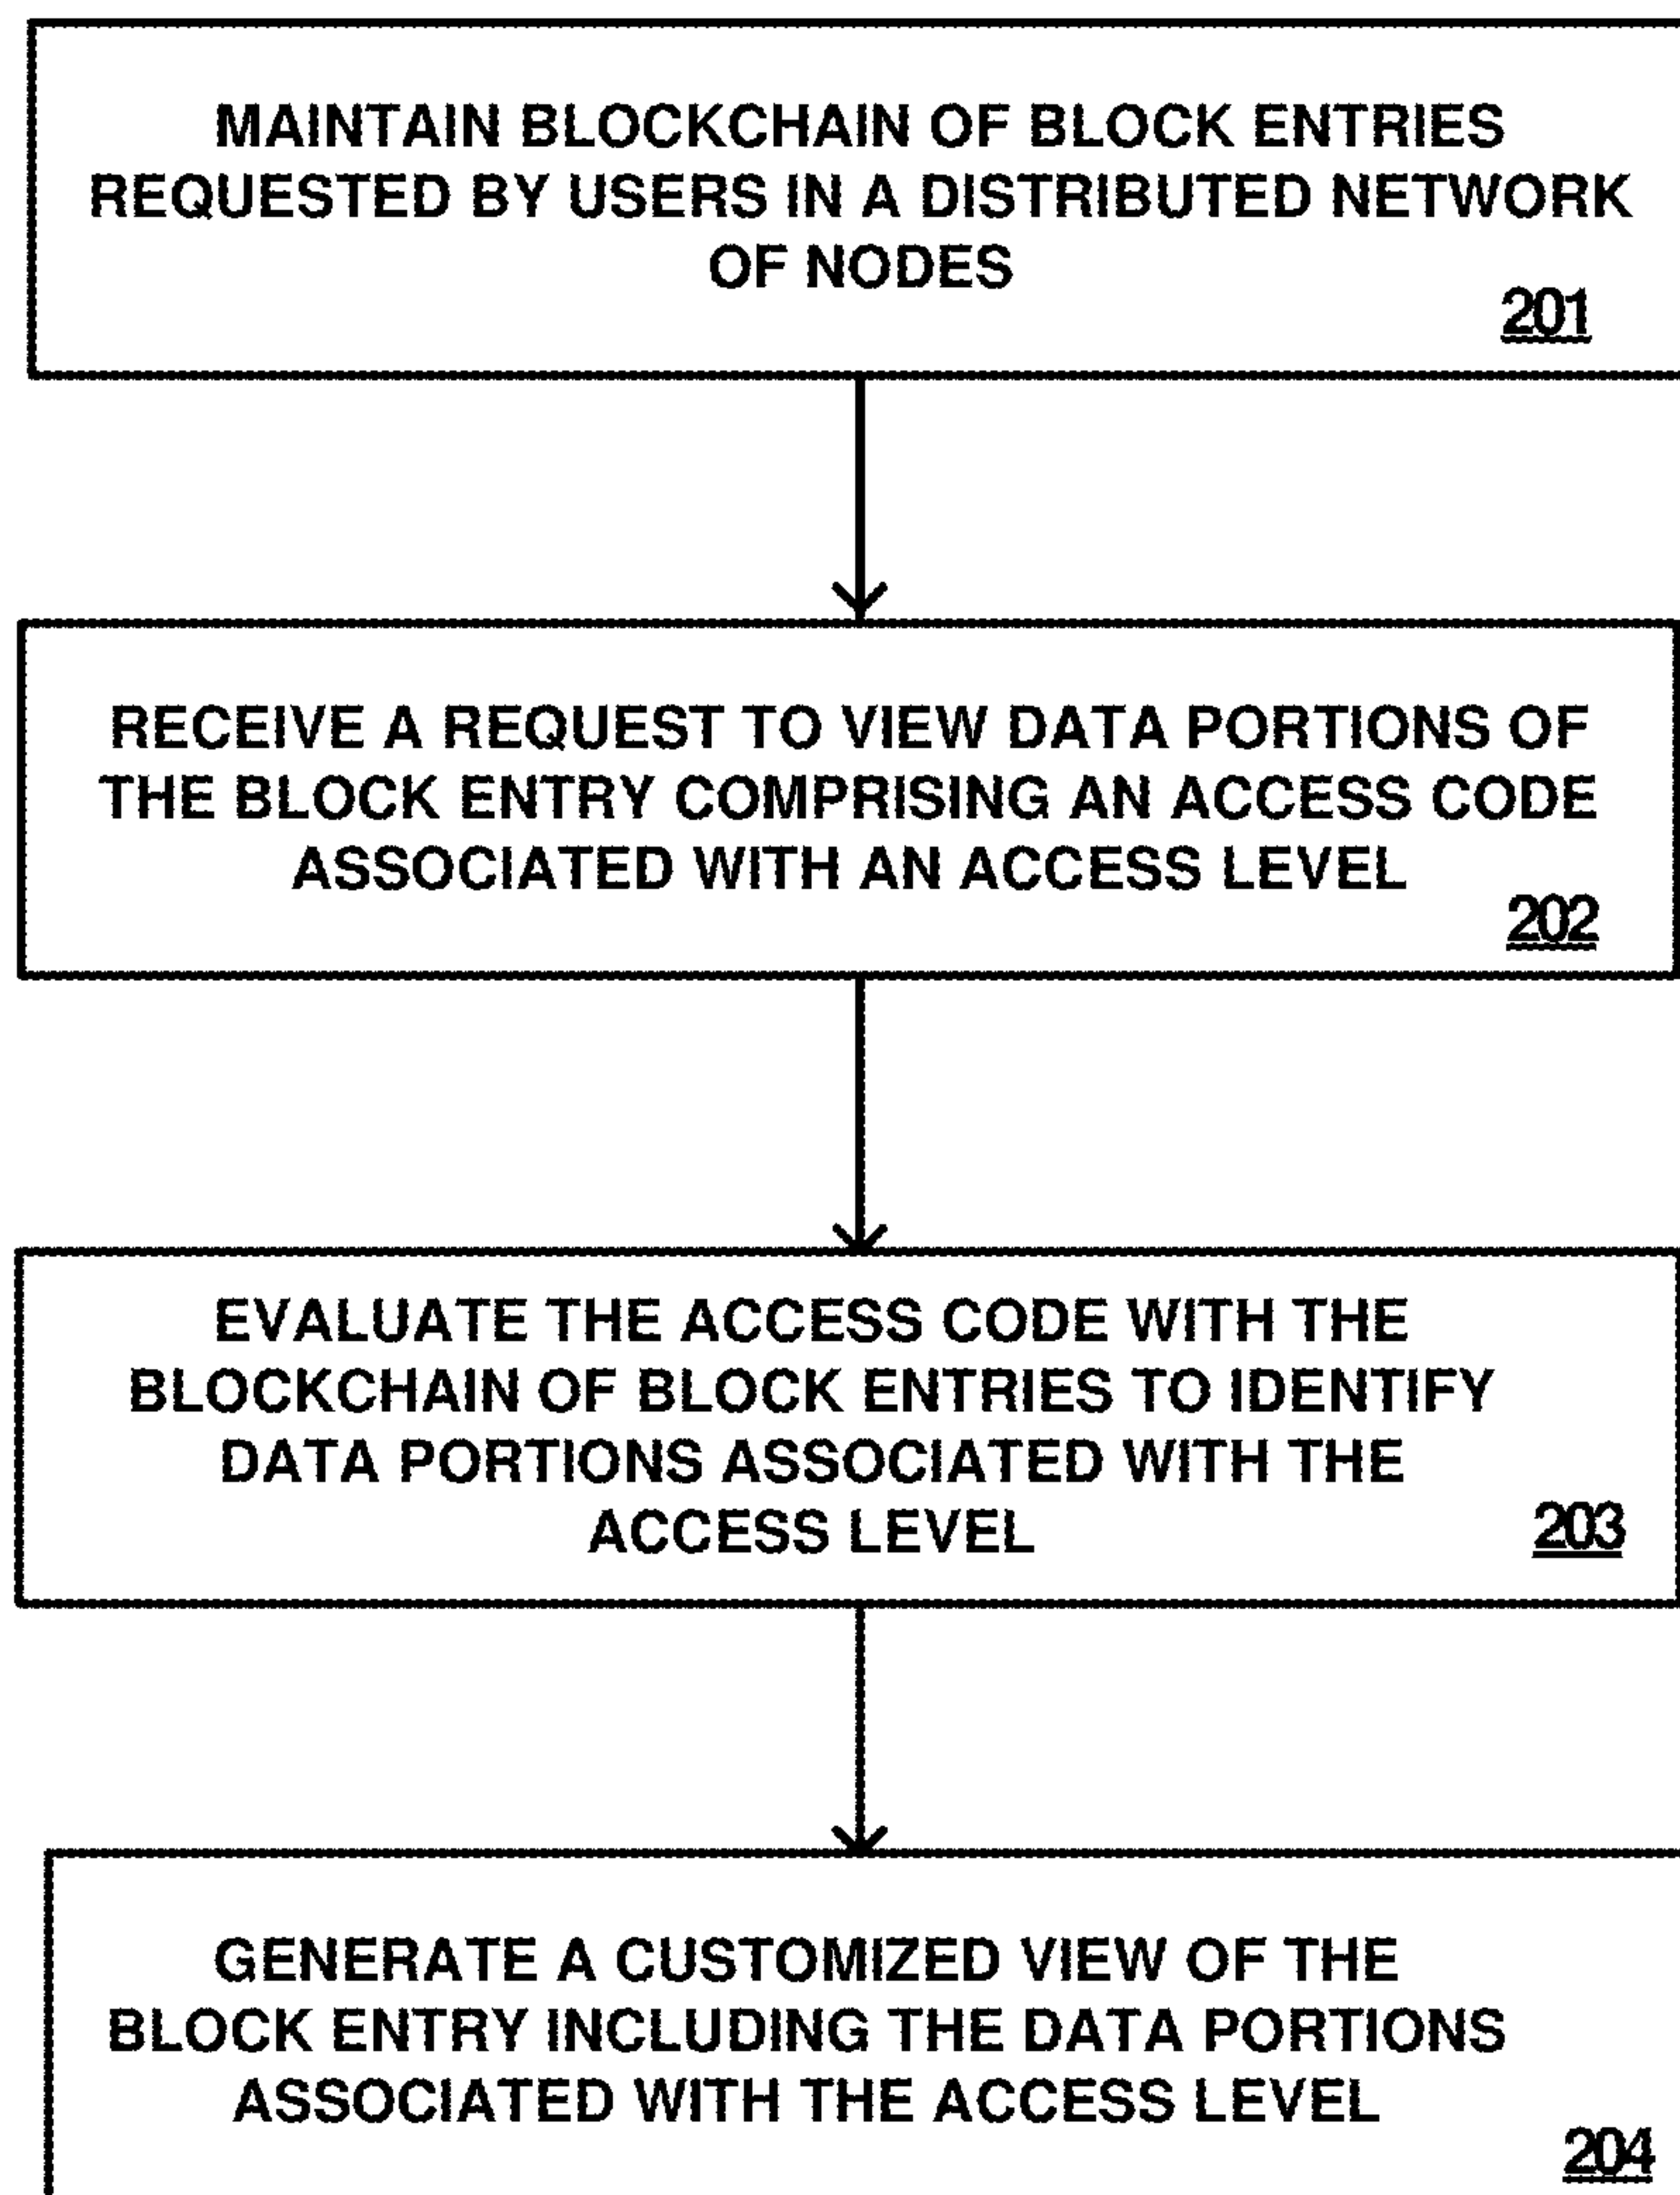 MAINTAIN BLOCKCHAIN OF BLOCK ENTRIES
REQUESTED BY USERS IN A DISTRIBUTED NETWORK
OF NODES
201
RECEIVE A REQUEST TO VIEW DATA PORTIONS OF
THE BLOCK ENTRY COMPRISING AN ACCESS CODE
ASSOCIATED WITH AN ACCESS LEVEL
202
EVALUATE THE ACCESS CODE WITH THE
BLOCKCHAIN OF BLOCK ENTRIES TO IDENTIFY
DATA PORTIONS ASSOCIATED WITH THE
ACCESS LEVEL
203
GENERATE A CUSTOMIZED VIEW OF THE
BLOCK ENTRY INCLUDING THE DATA PORTIONS
ASSOCIATED WITH THE ACCESS LEVEL
204